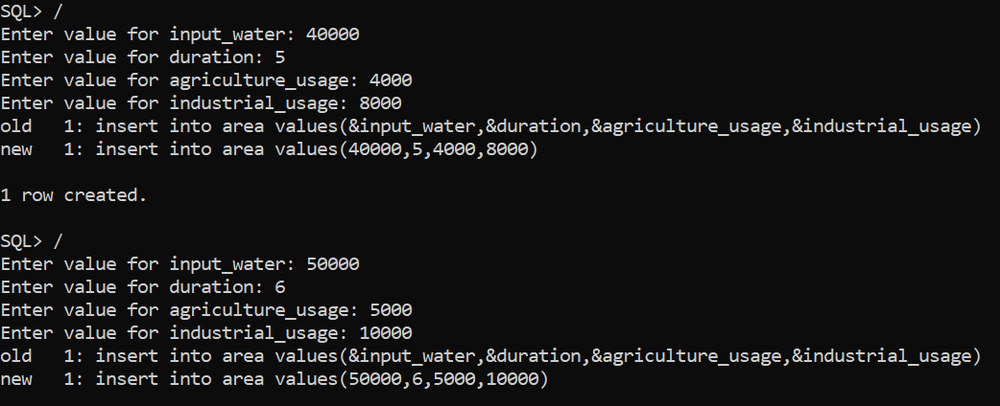 SQL> /
Enter value for input_water: 40000
Enter value for duration: 5
Enter value for agriculture_usage: 4000
Enter value for industrial_usage: 8000
old   1: insert into area values(&input_water,&duration,&agriculture_usage,&industrial_usage)
new   1: insert into area values(40000,5,4000,8000)

1 row created.

SQL> /
Enter value for input_water: 50000
Enter value for duration: 6
Enter value for agriculture_usage: 5000
Enter value for industrial_usage: 10000
old   1: insert into area values(&input_water,&duration,&agriculture_usage,&industrial_usage)
new   1: insert into area values(50000,6,5000,10000)